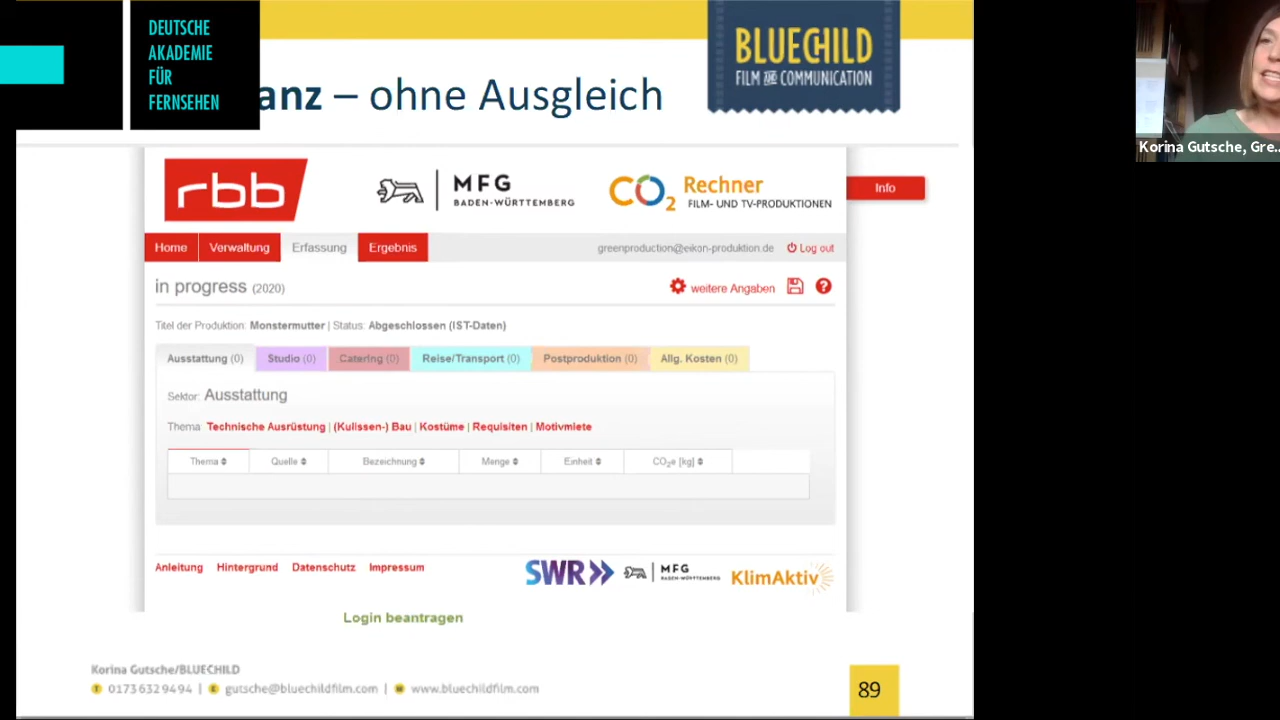 DEUTSCHE
AKADEMIE
FÜR
FERNSEHEN
anz – ohne Ausgleich
BLUECHILD
FILM AND COMMUNICATION
Korina Gutsche, Gre...
rbb
MFG
BADEN-WÜRTTEMBERG
CO2 Rechner
FILM- UND TV-PRODUKTIONEN
Info
Home Verwaltung Erfassung Ergebnis greenproduction@eikon-produktion.de Log out
in progress (2020) weitere Angaben ?
Titel der Produktion: Monstermutter | Status: Abgeschlossen (IST-Daten)
Ausstattung (0) Studio (0) Catering (0) Reise/Transport (0) Postproduktion (0) Allg. Kosten (0)
Sektor: Ausstattung
Thema Technische Ausrüstung | (Kulissen-) Bau | Kostüme | Requisiten | Motivmiete
Thema Quelle Bezeichnung Menge Einheit CO2e [kg]
Anleitung Hintergrund Datenschutz Impressum
SWR
MFG
BADEN-WÜRTTEMBERG
KlimAktiv
Login beantragen
Korina Gutsche/BLUECHILD
T 0173 632 9494 | E gutsche@bluechildfilm.com | W www.bluechildfilm.com
89